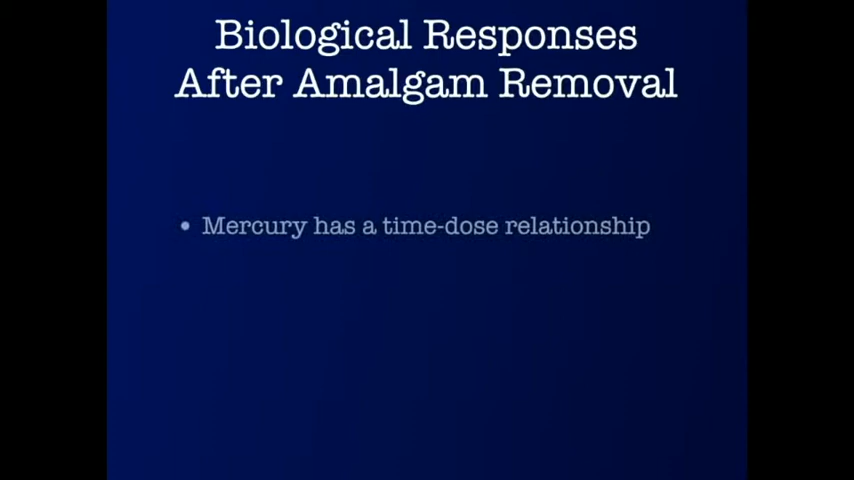 Biological Responses
After Amalgam Removal
• Mercury has a time-dose relationship